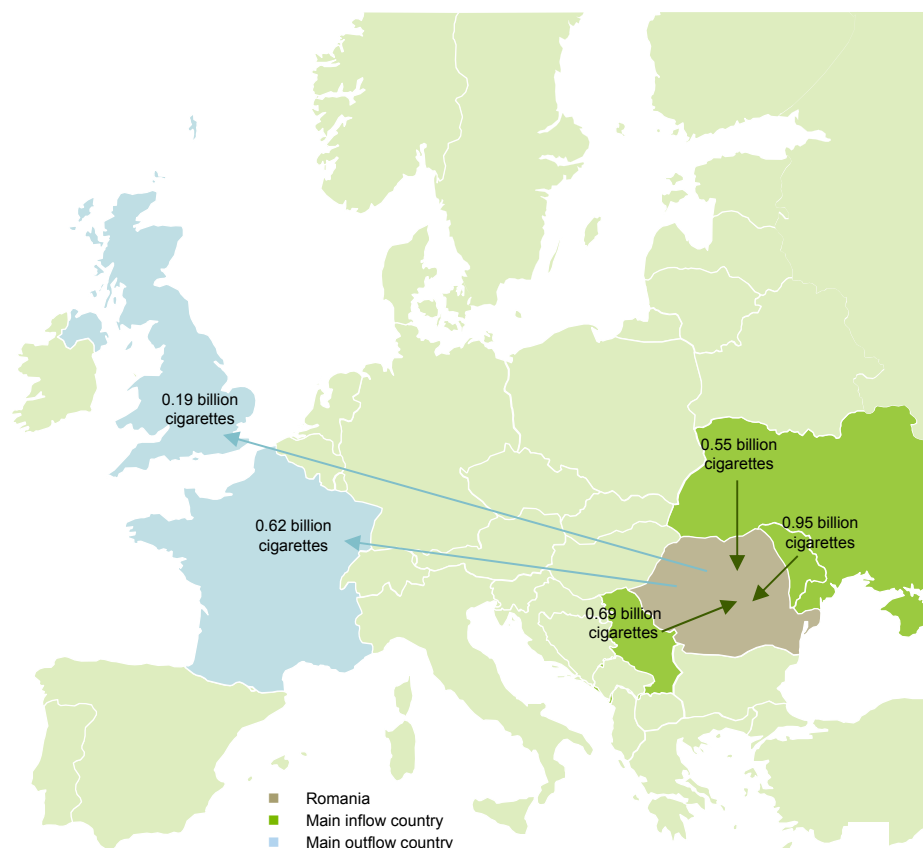 0.19 billion
cigarettes
0.55 billion
cigarettes
0.62 billion
cigarettes
0.95 billion
cigarettes
0.69 billion
cigarettes
Romania
Main inflow country
Main outflow country